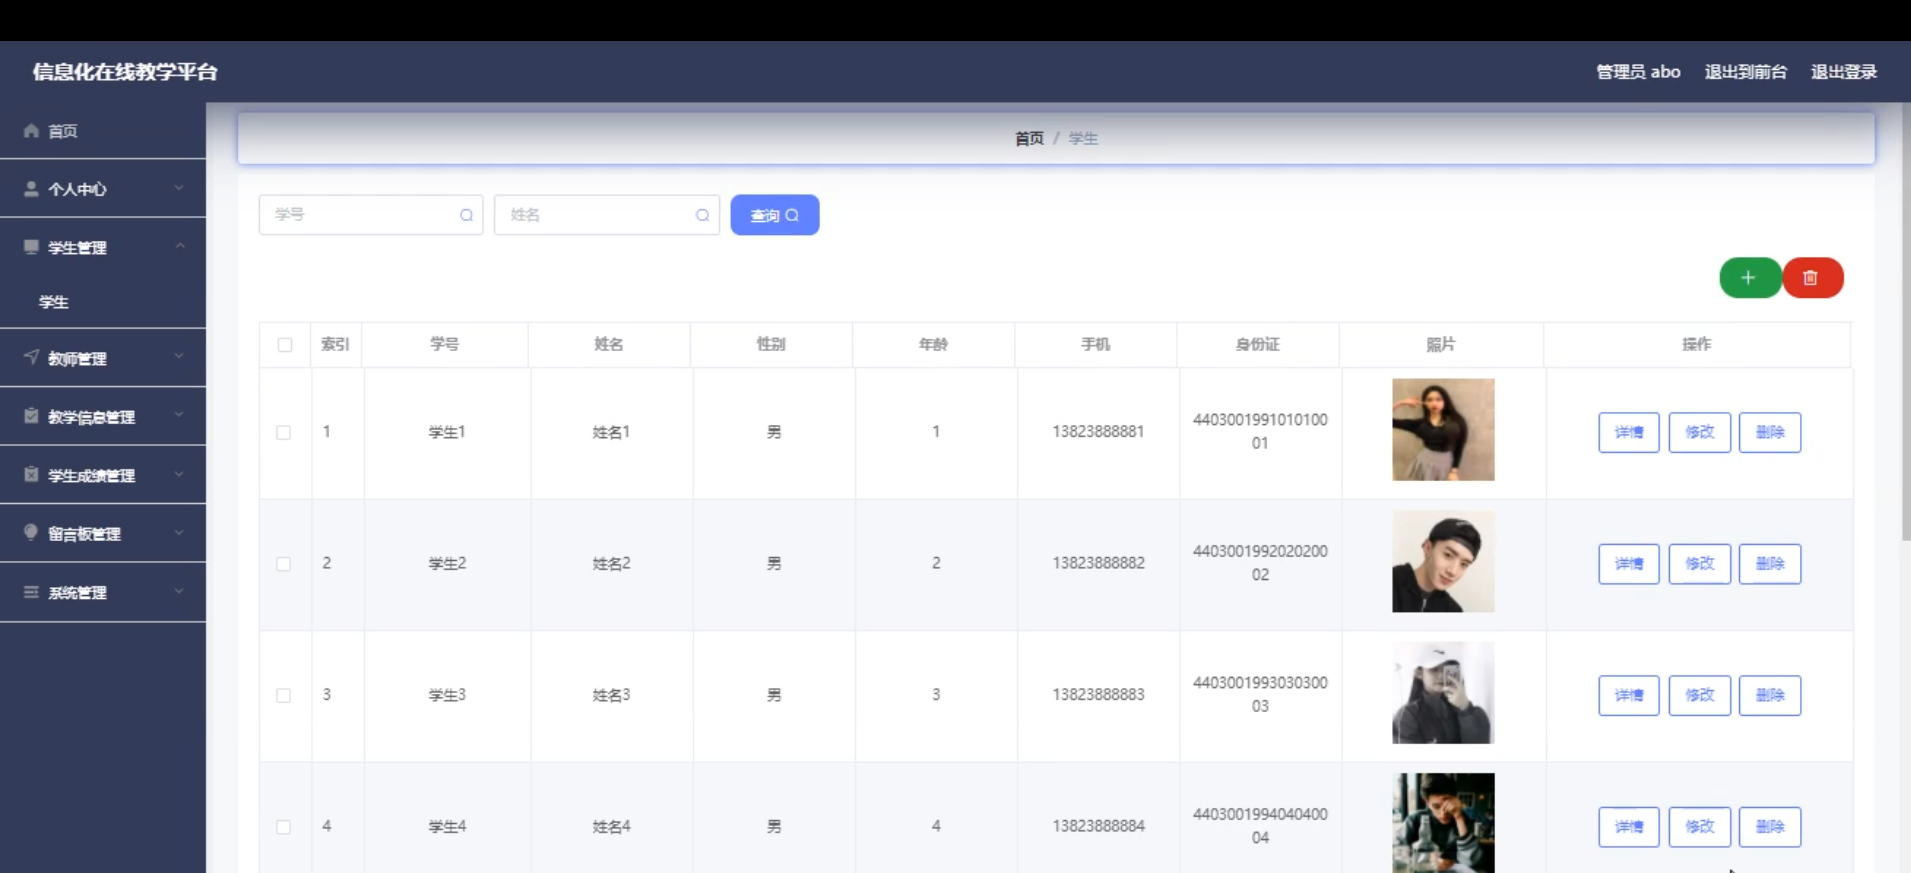 信息化在线教学平台
管理员 abo 退出到前台 退出登录
首页
个人中心
学生管理
学生
教师管理
教学信息管理
学生成绩管理
留言板管理
系统管理
首页 / 学生
学号 姓名 查询
索引 学号 姓名 性别 年龄 手机 身份证 照片 操作
1 学生1 姓名1 男 1 13823888881 4403001991010100
01 详情 修改 删除
2 学生2 姓名2 男 2 13823888882 4403001992020200
02 详情 修改 删除
3 学生3 姓名3 男 3 13823888883 4403001993030300
03 详情 修改 删除
4 学生4 姓名4 男 4 13823888884 4403001994040400
04 详情 修改 删除